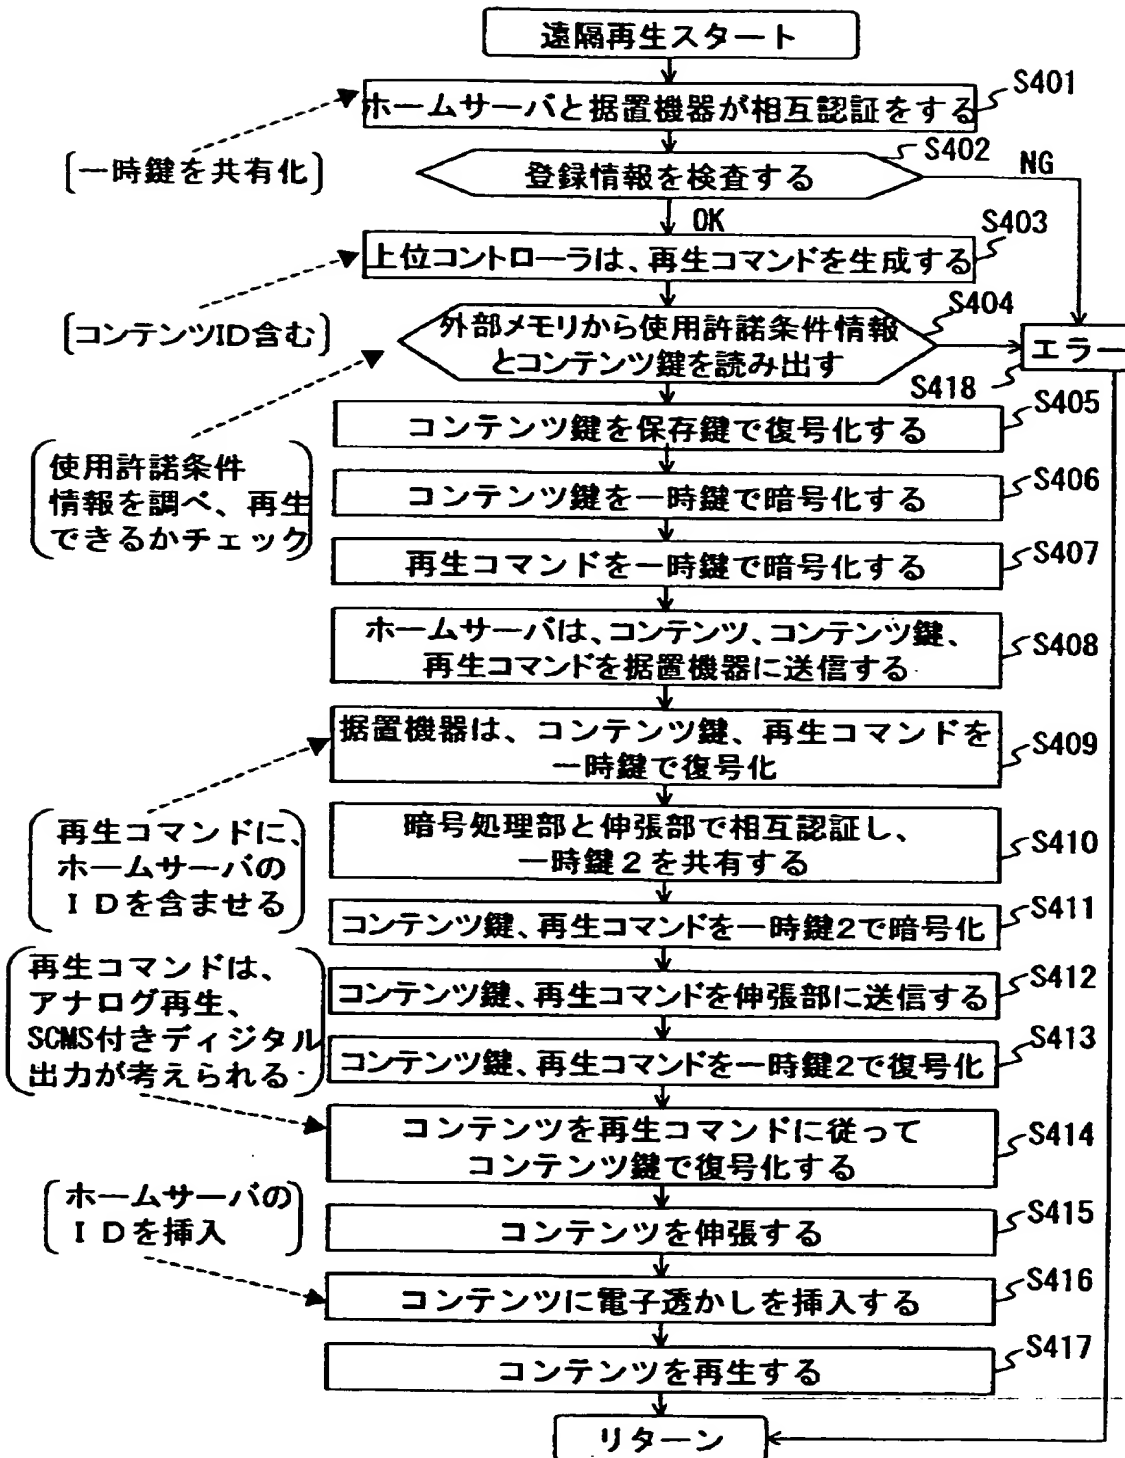 遠隔再生スタート
ホームサーバと据置機器が相互認証をする
S401
一時鍵を共有化
登録情報を検査する
S402
NG
OK
上位コントローラは、再生コマンドを生成する
S403
コンテンツID含む
外部メモリから使用許諾条件情報
とコンテンツ鍵を読み出す
S404
エラー
S418
使用許諾条件
情報を調べ、再生
できるかチェック
コンテンツ鍵を保存鍵で復号化する
S405
コンテンツ鍵を一時鍵で暗号化する
S406
再生コマンドを一時鍵で暗号化する
S407
ホームサーバは、コンテンツ、コンテンツ鍵、
再生コマンドを据置機器に送信する
S408
据置機器は、コンテンツ鍵、再生コマンドを
一時鍵で復号化
S409
再生コマンドに、
ホームサーバの
IDを含ませる
暗号処理部と伸張部で相互認証し、
一時鍵2を共有する
S410
コンテンツ鍵、再生コマンドを一時鍵2で暗号化
S411
再生コマンドは、
アナログ再生、
SCMS付きディジタル
出力が考えられる
コンテンツ鍵、再生コマンドを伸張部に送信する
S412
コンテンツ鍵、再生コマンドを一時鍵2で復号化
S413
コンテンツを再生コマンドに従って
コンテンツ鍵で復号化する
S414
ホームサーバの
IDを挿入
コンテンツを伸張する
S415
コンテンツに電子透かしを挿入する
S416
コンテンツを再生する
S417
リターン